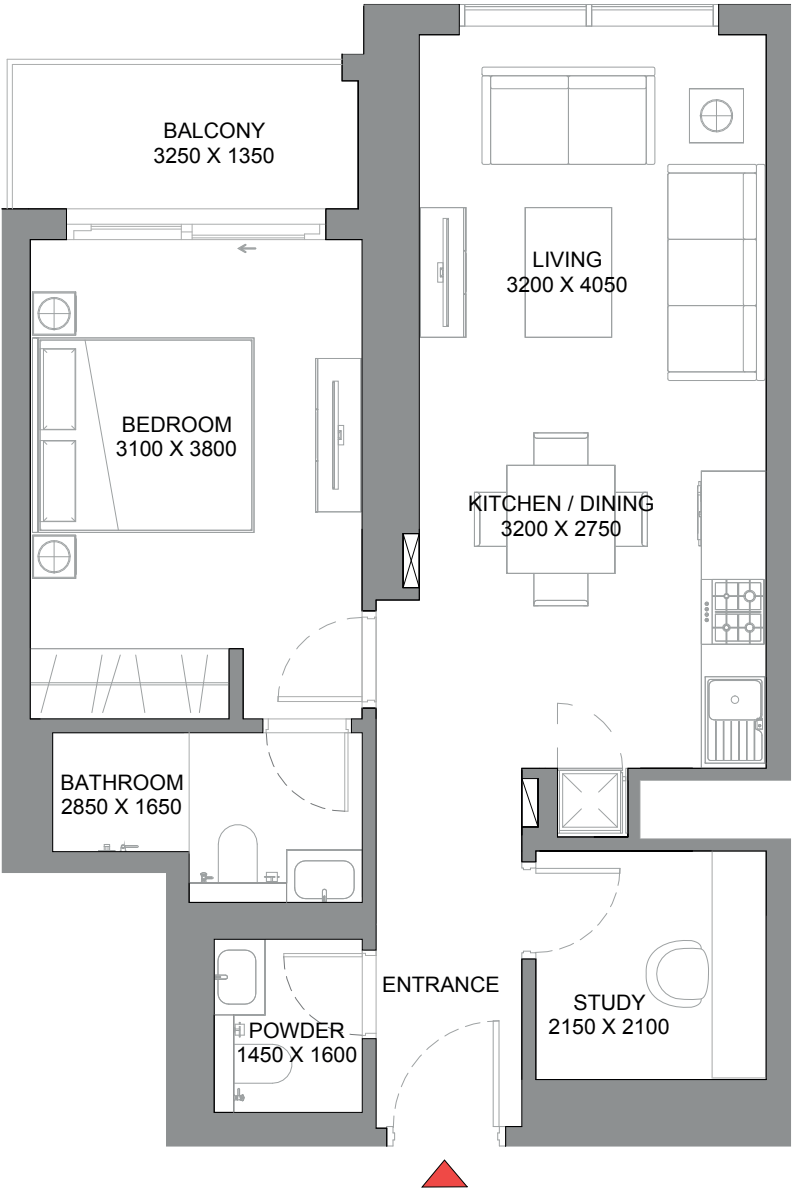 BALCONY
3250 X 1350
LIVING
3200 X 4050
BEDROOM
3100 X 3800
KITCHEN / DINING
3200 X 2750
BATHROOM
2850 X 1650
ENTRANCE
STUDY
2150 X 2100
POWDER
1450 X 1600